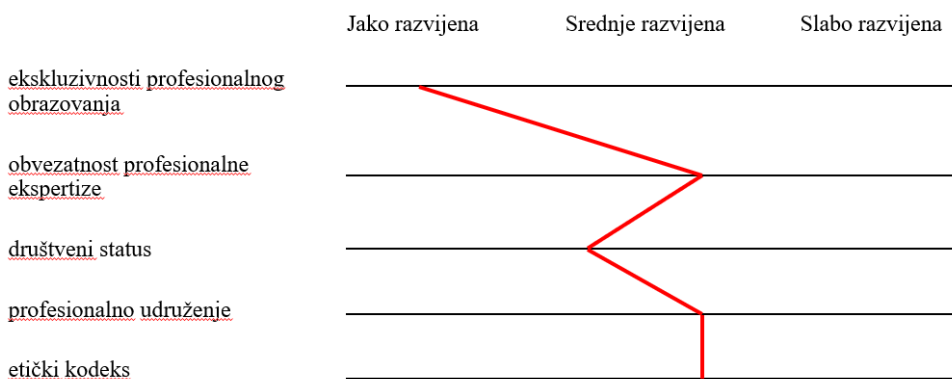 Jako razvijena Srednje razvijena Slabo razvijena
ekskluzivnosti profesionalnog
obrazovanja
obvezatnost profesionalne
ekspertize
društveni status
profesionalno udruženje
etički kodeks